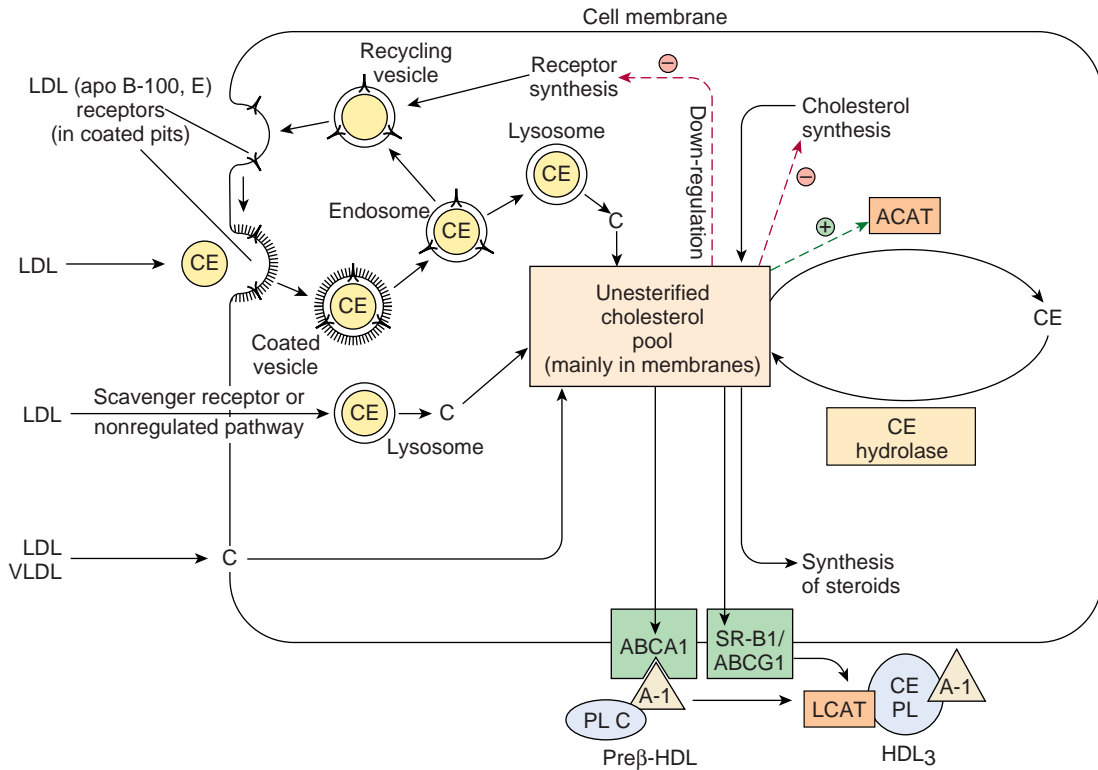 Cell membrane
Recycling
vesicle
Receptor
synthesis
−
LDL (apo B-100, E)
receptors
(in coated pits)
Lysosome
CE
Down-regulation
Cholesterol
synthesis
−
Endosome
CE
C
+
ACAT
LDL
CE
CE
Coated
vesicle
Unesterified
cholesterol
pool
(mainly in membranes)
CE
LDL
Scavenger receptor or
nonregulated pathway
CE
C
Lysosome
CE
hydrolase
LDL
VLDL
C
Synthesis
of steroids
ABCA1
SR-B1/
ABCG1
A-1
PL C
Preβ-HDL
LCAT
CE
PL
A-1
HDL3